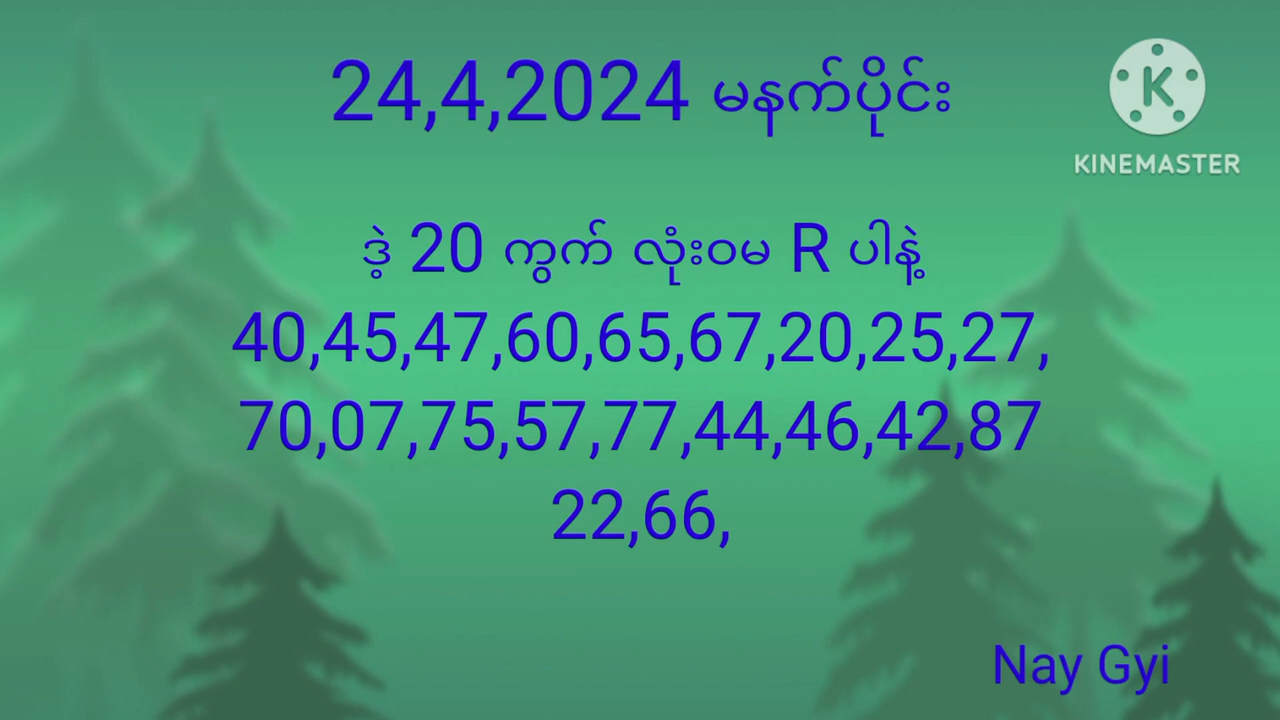 24,4,2024 မနက်ပိုင်း
KINEMASTER
ဒဲ့ 20 ကွက် လုံးဝမ R ပါနဲ့
40,45,47,60,65,67,20,25,27,
70,07,75,57,77,44,46,42,87
22,66,
Nay Gyi